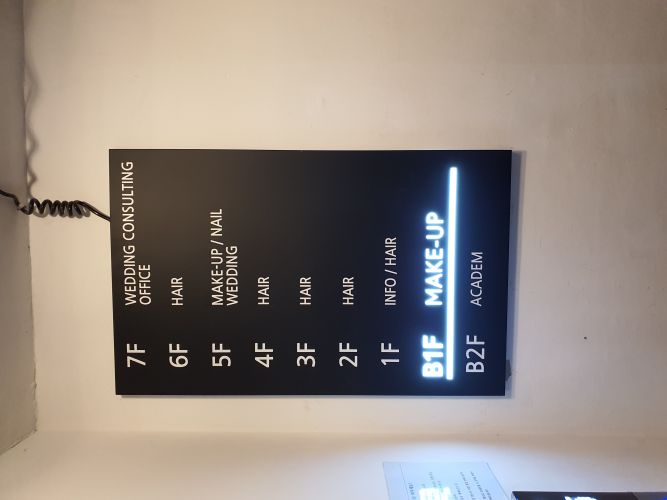 7F WEDDING CONSULTING
OFFICE
6F HAIR
5F MAKE-UP / NAIL
WEDDING
4F HAIR
3F HAIR
2F HAIR
1F INFO / HAIR
B1F MAKE-UP
B2F ACADEM